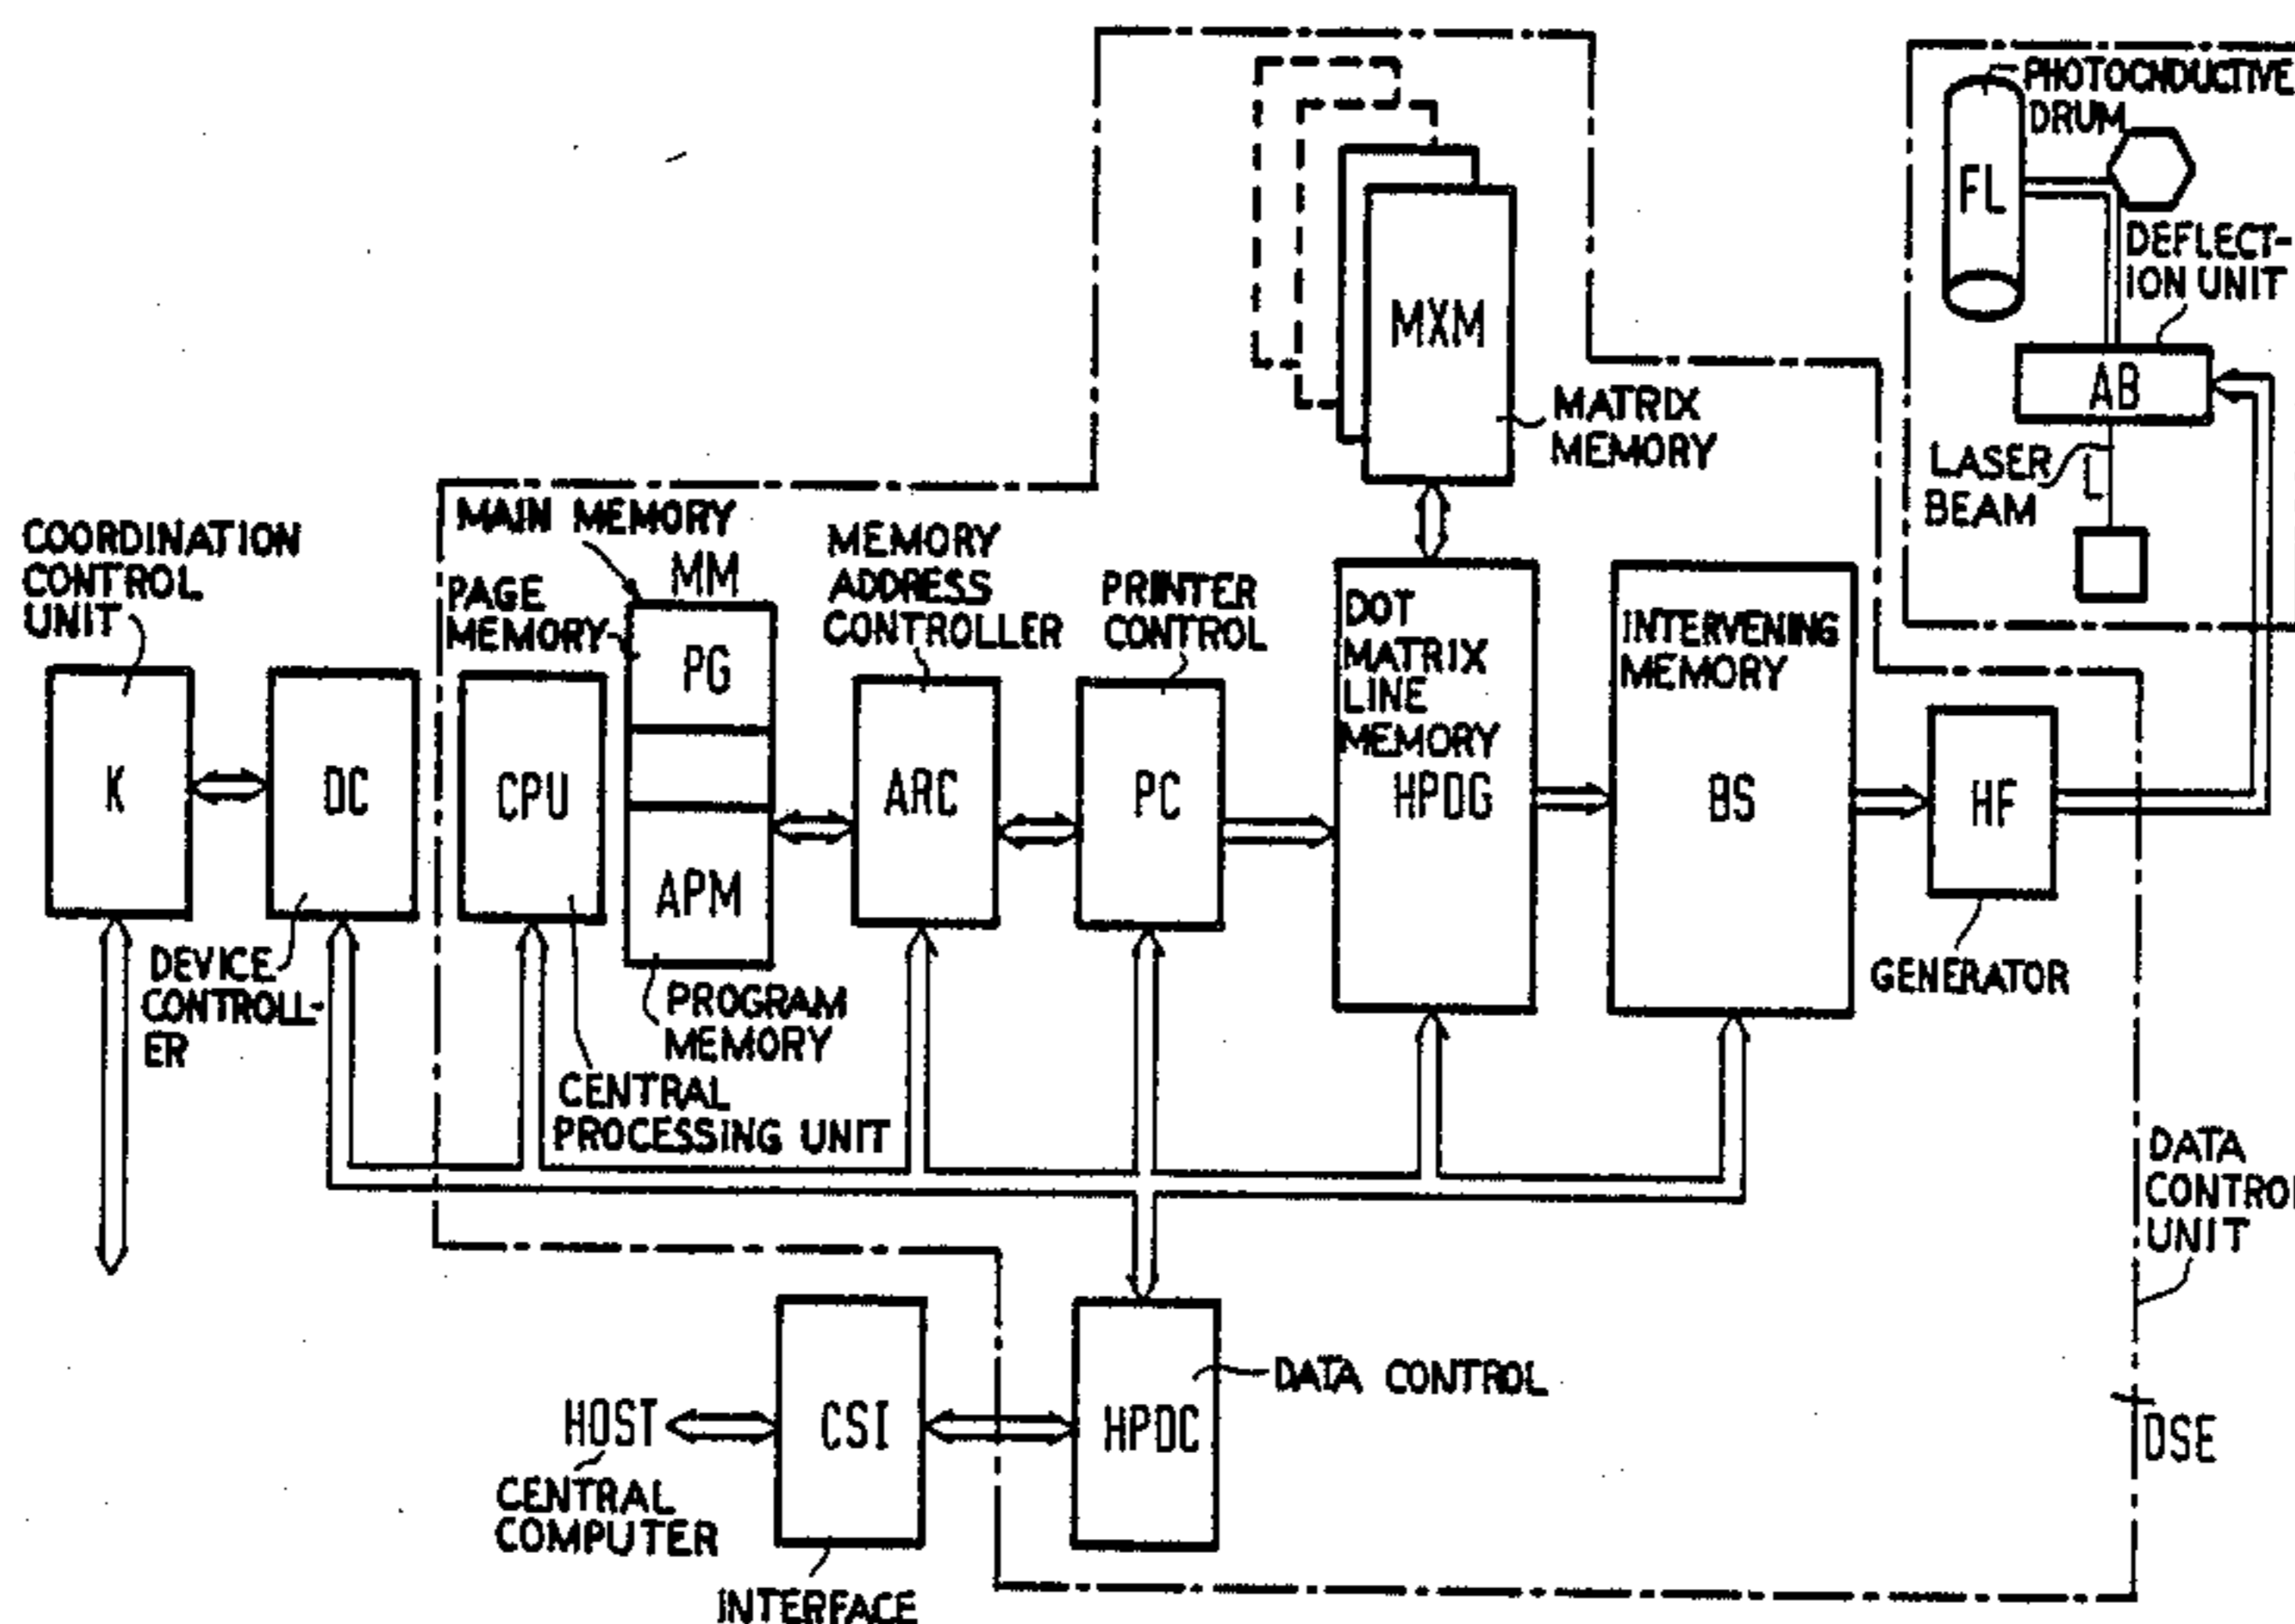 PHOTOCNDUCTIVE
DRUM
FL
DEFLECT-
ION UNIT
AB
LASER
BEAM
L
MXM
MATRIX
MEMORY
COORDINATION
CONTROL
UNIT
K
DC
DEVICE
CONTROLL-
ER
MAIN MEMORY
MM
PAGE
MEMORY
PG
APM
CPU
PROGRAM
MEMORY
CENTRAL
PROCESSING UNIT
MEMORY
ADDRESS
CONTROLLER
ARC
PRINTER
CONTROL
PC
DOT
MATRIX
LINE
MEMORY
HPDG
INTERVENING
MEMORY
BS
HF
GENERATOR
DATA
CONTROL
UNIT
DSE
HOST
CENTRAL
COMPUTER
CSI
INTERFACE
HPDC
DATA CONTROL